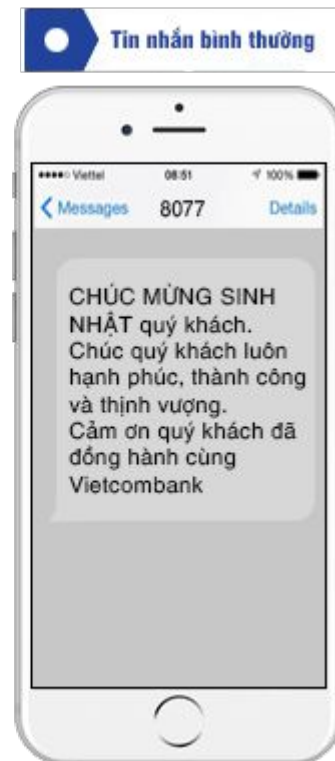 Tin nhắn bình thường
Viettel 08:51 100%
Messages 8077 Details
CHÚC MỪNG SINH
NHẬT quý khách.
Chúc quý khách luôn
hạnh phúc, thành công
và thịnh vượng.
Cảm ơn quý khách đã
đồng hành cùng
Vietcombank